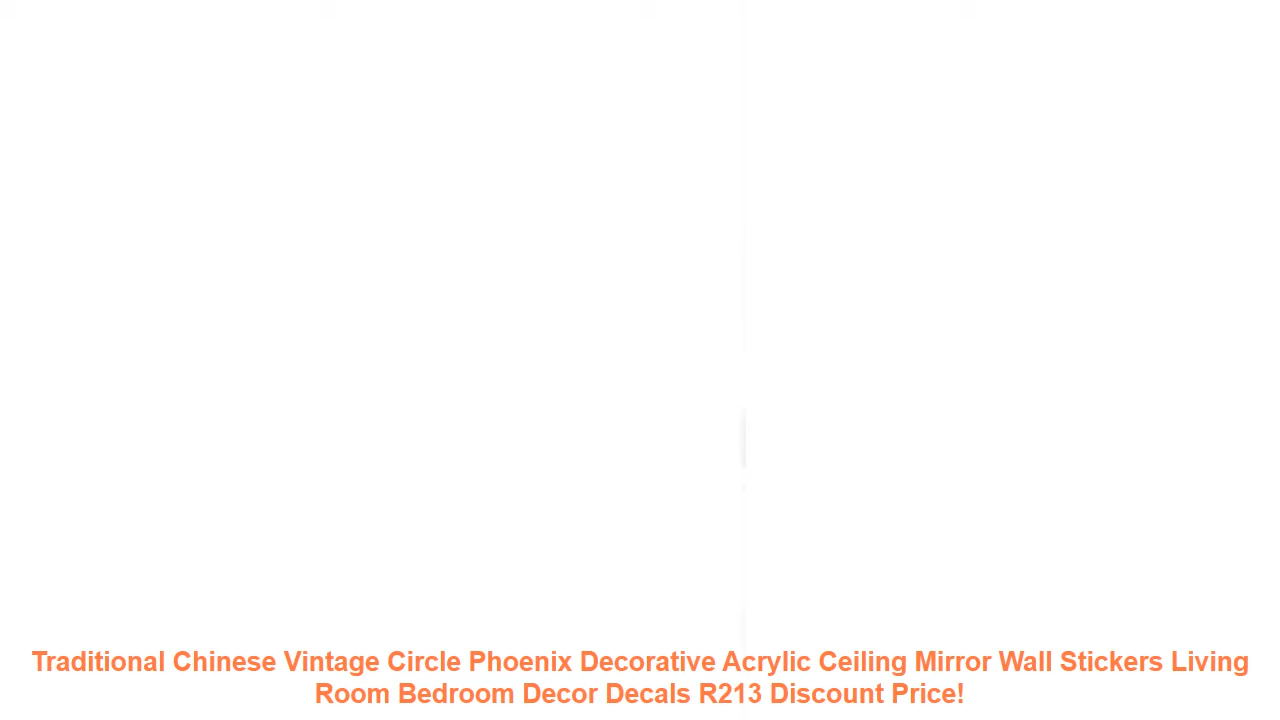 Traditional Chinese Vintage Circle Phoenix Decorative Acrylic Ceiling Mirror Wall Stickers Living
Room Bedroom Decor Decals R213 Discount Price!